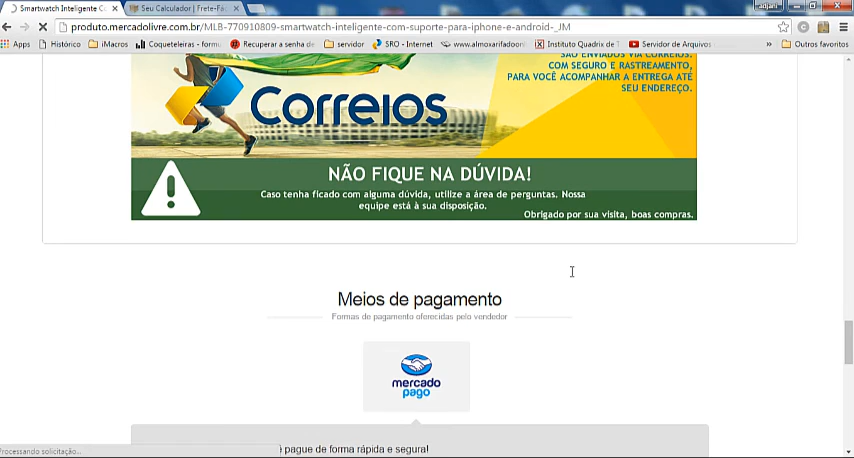 Smartwatch Inteligente C
Seu Calculador | Frete-Fa
adjani
produto.mercadolivre.com.br/MLB-770910809-smartwatch-inteligente-com-suporte-para-iphone-e-android-_JM
Apps Histórico iMacros Coqueteleiras - formu Recuperar a senha de servidor SRO - Internet www.almoxarifadoonl Instituto Quadrix de T Servidor de Arquivos » Outros favoritos
SÃO ENVIADOS VIA CORREIOS.
COM SEGURO E RASTREAMENTO,
PARA VOCÊ ACOMPANHAR A ENTREGA ATÉ
SEU ENDEREÇO.
Correios
NÃO FIQUE NA DÚVIDA!
Caso tenha ficado com alguma dúvida, utilize a área de perguntas. Nossa
equipe está à sua disposição.
Obrigado por sua visita, boas compras.
Meios de pagamento
Formas de pagamento oferecidas pelo vendedor
mercado
pago
Processando solicitação...
ê pague de forma rápida e segura!